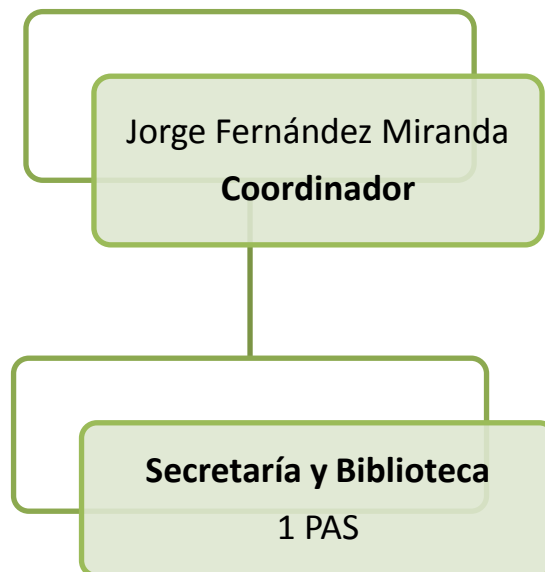 Jorge Fernández Miranda
Coordinador
Secretaría y Biblioteca
1 PAS